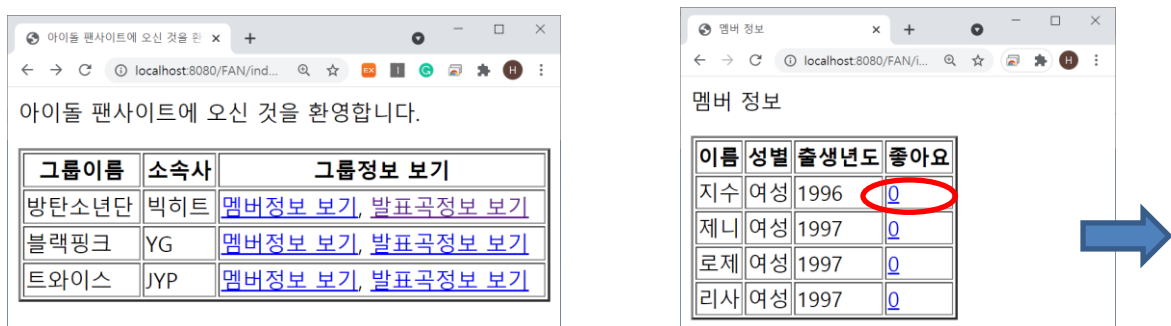 아이돌 팬사이트에 오신 것을 환
localhost:8080/FAN/ind...
아이돌 팬사이트에 오신 것을 환영합니다.
그룹이름 소속사 그룹정보 보기
방탄소년단 빅히트 멤버정보 보기, 발표곡정보 보기
블랙핑크 YG 멤버정보 보기, 발표곡정보 보기
트와이스 JYP 멤버정보 보기, 발표곡정보 보기
멤버 정보
localhost:8080/FAN/i...
멤버 정보
이름 성별 출생년도 좋아요
지수 여성 1996 0
제니 여성 1997 0
로제 여성 1997 0
리사 여성 1997 0